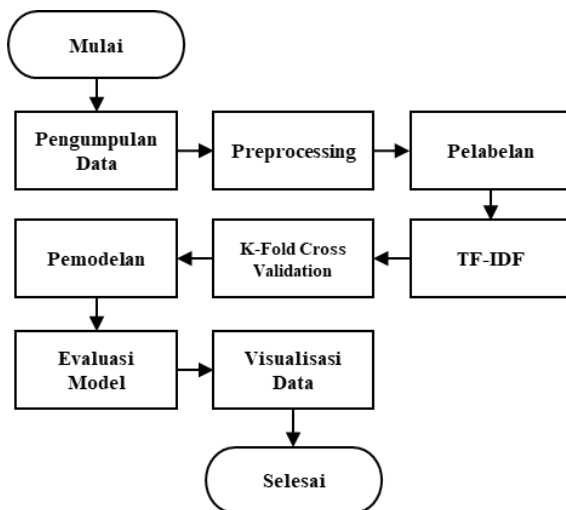 Mulai
Pengumpulan
Data
Preprocessing
Pelabelan
TF-IDF
K-Fold Cross
Validation
Pemodelan
Evaluasi
Model
Visualisasi
Data
Selesai